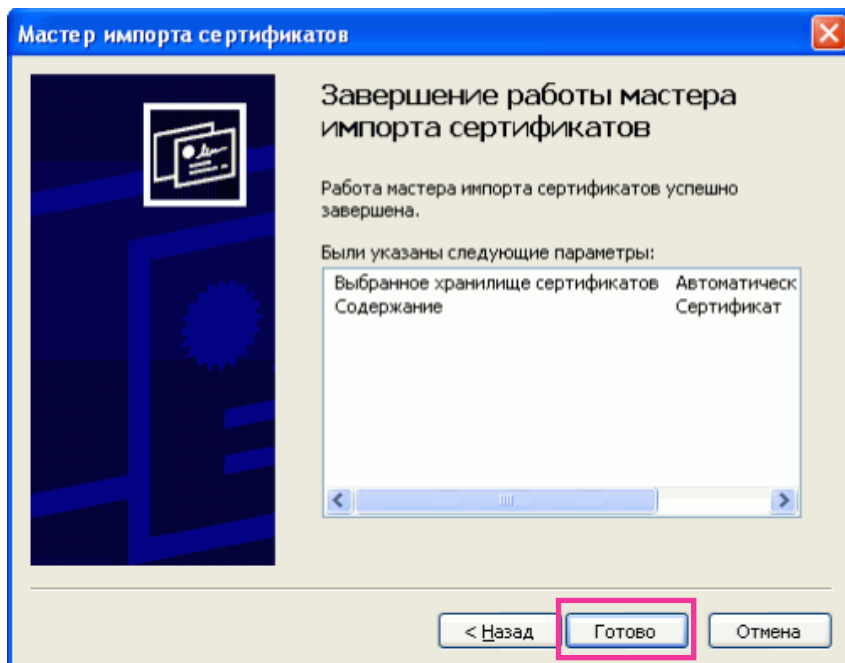 Мастер импорта сертификатов
Завершение работы мастера
импорта сертификатов
Работа мастера импорта сертификатов успешно
завершена.
Были указаны следующие параметры:
Выбранное хранилище сертификатов Автоматическ
Содержание Сертификат
< Назад Готово Отмена